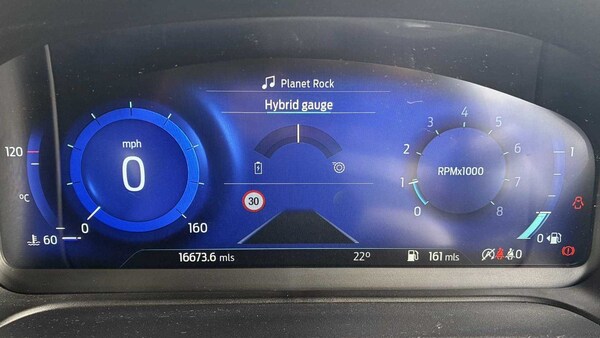 Planet Rock
Hybrid gauge
mph
0
0
160
120
°C
60
30
RPMx1000
0
1
2
3
4
5
6
7
8
1
0
16673.6 mls
22°
161 mls
0